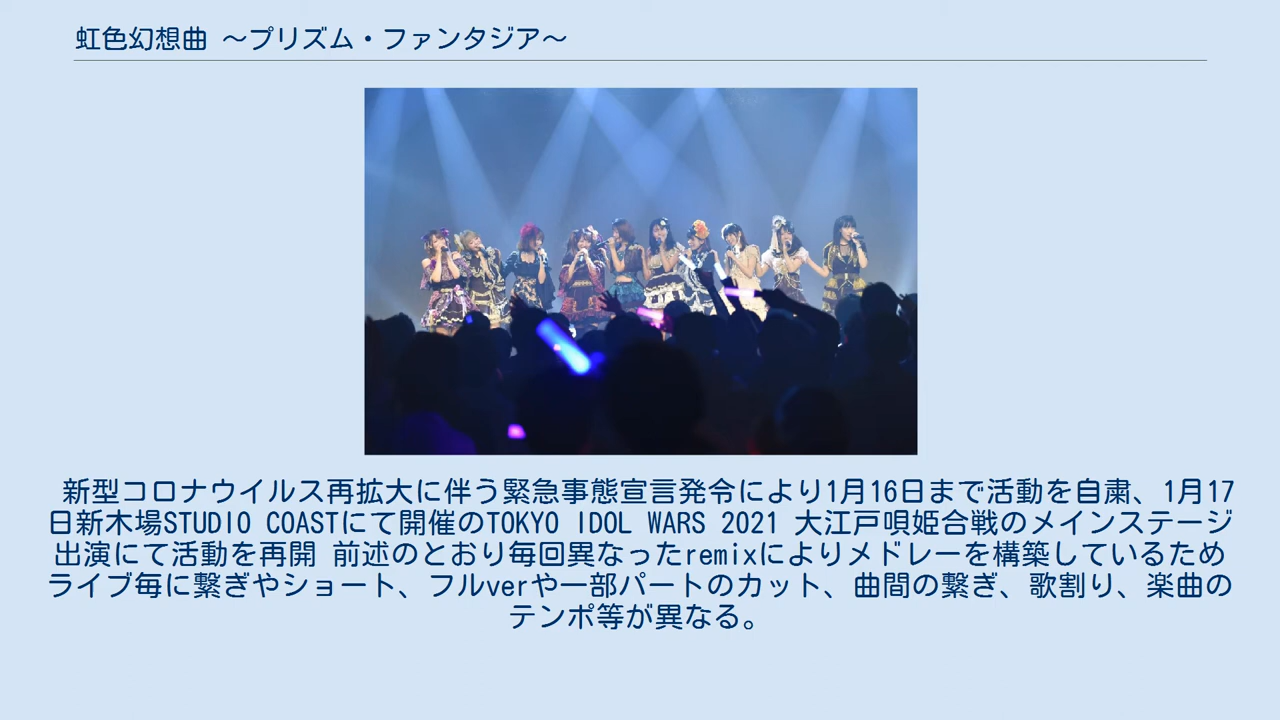 虹色幻想曲 ～プリズム・ファンタジア～
新型コロナウイルス再拡大に伴う緊急事態宣言発令により1月16日まで活動を自粛、1月17
日新木場STUDIO COASTにて開催のTOKYO IDOL WARS 2021 大江戸唄姫合戦のメインステージ
出演にて活動を再開 前述のとおり毎回異なったremixによりメドレーを構築しているため
ライブ毎に繋ぎやショート、フルverや一部パートのカット、曲間の繋ぎ、歌割り、楽曲の
テンポ等が異なる。